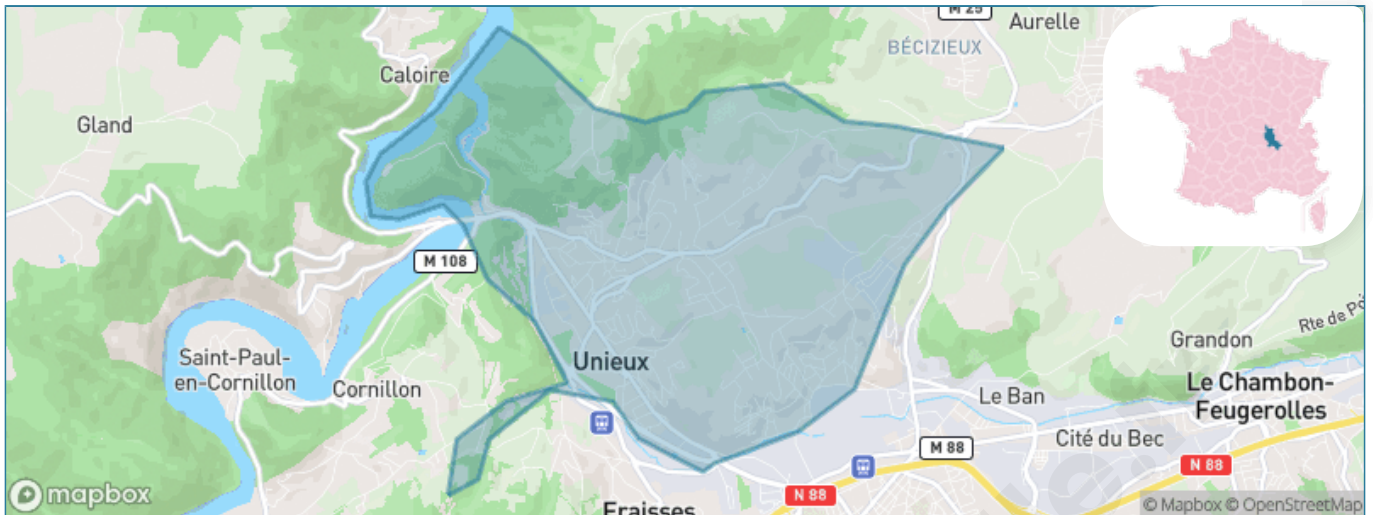 M 25
Aurelle
BÉCIZIEUX
Caloire
Gland
M 108
Saint-Paul-
en-Cornillon
Cornillon
Unieux
Fraisses
Le Ban
Cité du Bec
M 88
N 88
N 88
Grandon
Rte de
Le Chambon-
Feugerolles
mapbox
© Mapbox © OpenStreetMap